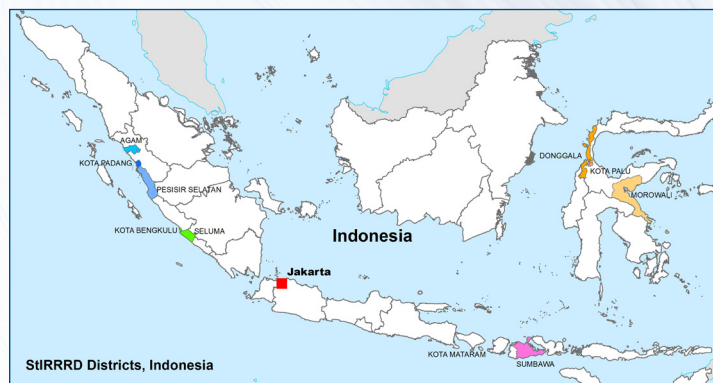 AGAM
KOTA PADANG
PESISIR SELATAN
KOTA BENGKULU
SELUMA
DONGGALA
KOTA PALU
MOROWALI
Indonesia
Jakarta
KOTA MATARAM
SUMBAWA
StIRRRD Districts, Indonesia